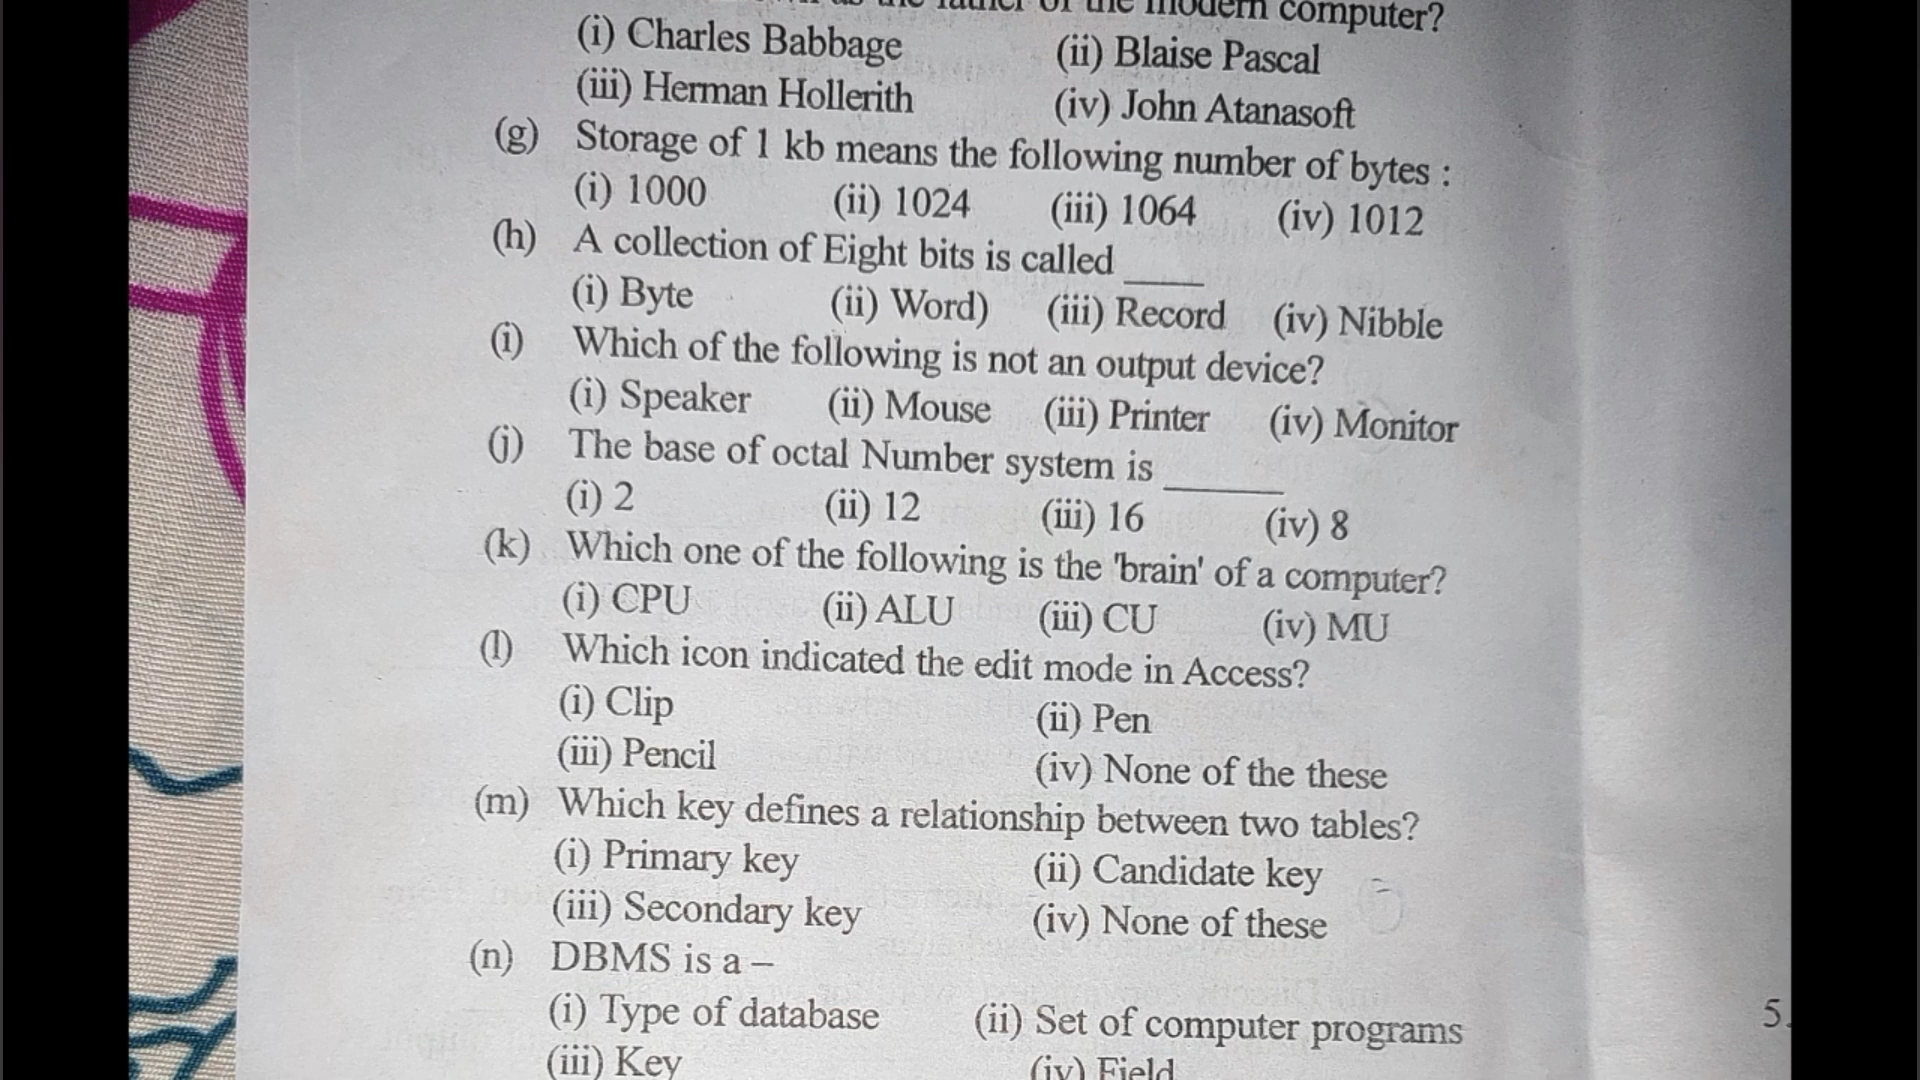 the father of the modern computer?
(i) Charles Babbage (ii) Blaise Pascal
(iii) Herman Hollerith (iv) John Atanasoft
(g) Storage of 1 kb means the following number of bytes :
(i) 1000 (ii) 1024 (iii) 1064 (iv) 1012
(h) A collection of Eight bits is called ____
(i) Byte (ii) Word) (iii) Record (iv) Nibble
(i) Which of the following is not an output device?
(i) Speaker (ii) Mouse (iii) Printer (iv) Monitor
(j) The base of octal Number system is ______
(i) 2 (ii) 12 (iii) 16 (iv) 8
(k) Which one of the following is the 'brain' of a computer?
(i) CPU (ii) ALU (iii) CU (iv) MU
(l) Which icon indicated the edit mode in Access?
(i) Clip (ii) Pen
(iii) Pencil (iv) None of the these
(m) Which key defines a relationship between two tables?
(i) Primary key (ii) Candidate key
(iii) Secondary key (iv) None of these
(n) DBMS is a –
(i) Type of database (ii) Set of computer programs
5.
(iii) Key (iv) Field